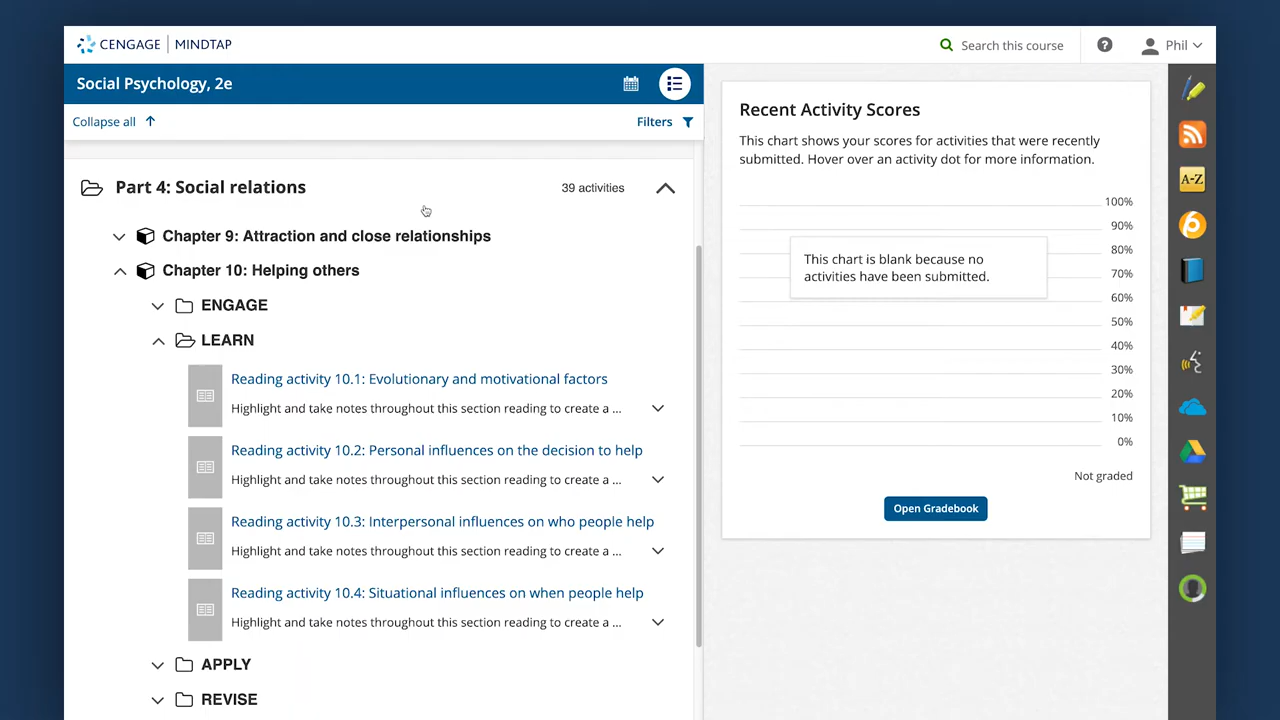 CENGAGE | MINDTAP
Search this course
?
Phil
Social Psychology, 2e
Collapse all
Filters
Part 4: Social relations
39 activities
Chapter 9: Attraction and close relationships
Chapter 10: Helping others
ENGAGE
LEARN
Reading activity 10.1: Evolutionary and motivational factors
Highlight and take notes throughout this section reading to create a ...
Reading activity 10.2: Personal influences on the decision to help
Highlight and take notes throughout this section reading to create a ...
Reading activity 10.3: Interpersonal influences on who people help
Highlight and take notes throughout this section reading to create a ...
Reading activity 10.4: Situational influences on when people help
Highlight and take notes throughout this section reading to create a ...
APPLY
REVISE
Recent Activity Scores
This chart shows your scores for activities that were recently
submitted. Hover over an activity dot for more information.
100%
90%
80%
70%
60%
50%
40%
30%
20%
10%
0%
This chart is blank because no
activities have been submitted.
Not graded
Open Gradebook
A-Z